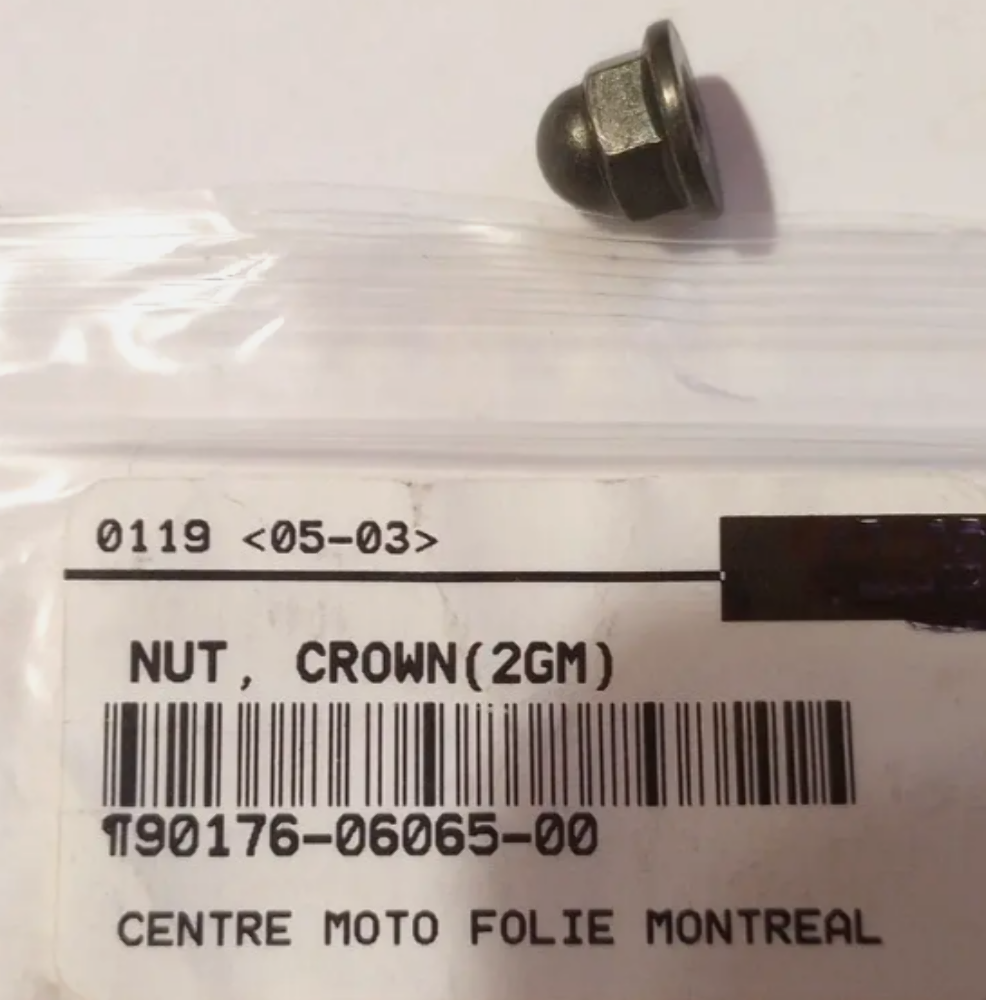 0119 <05-03>
NUT, CROWN(2GM)
¶90176-06065-00
CENTRE MOTO FOLIE MONTREAL